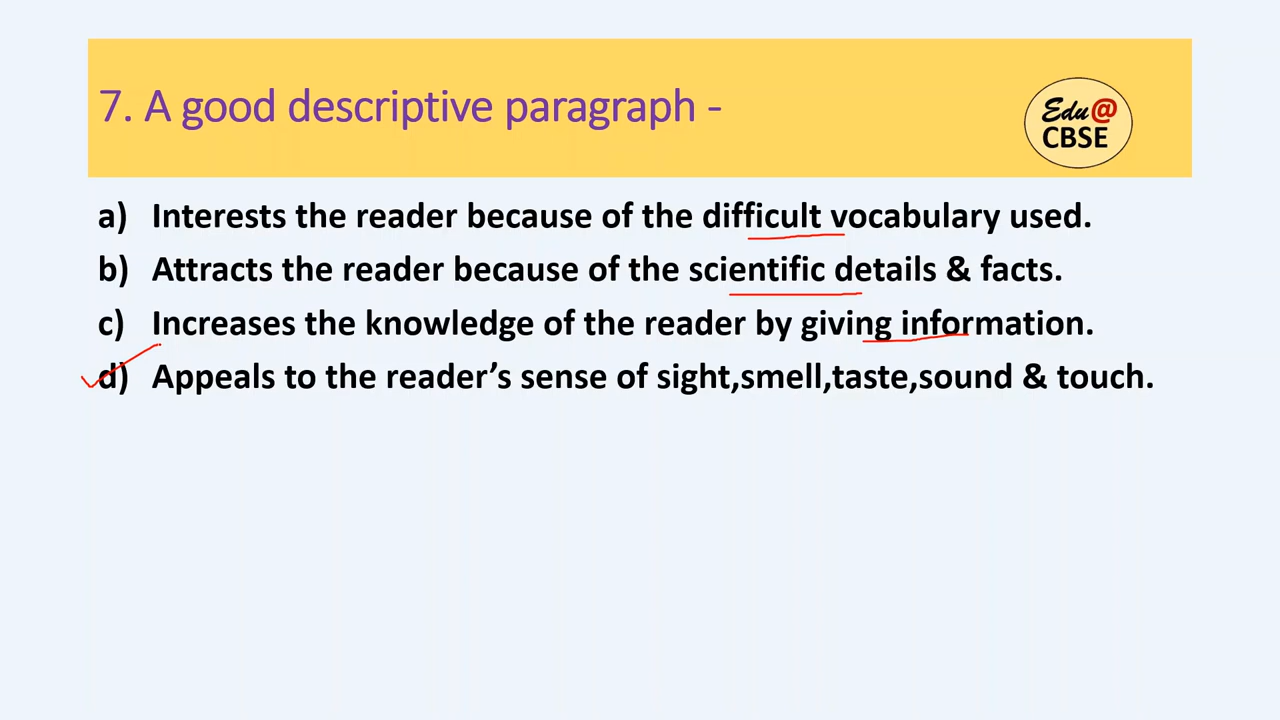 7. A good descriptive paragraph -
Edu@
CBSE
a) Interests the reader because of the difficult vocabulary used.
b) Attracts the reader because of the scientific details & facts.
c) Increases the knowledge of the reader by giving information.
d) Appeals to the reader’s sense of sight,smell,taste,sound & touch.